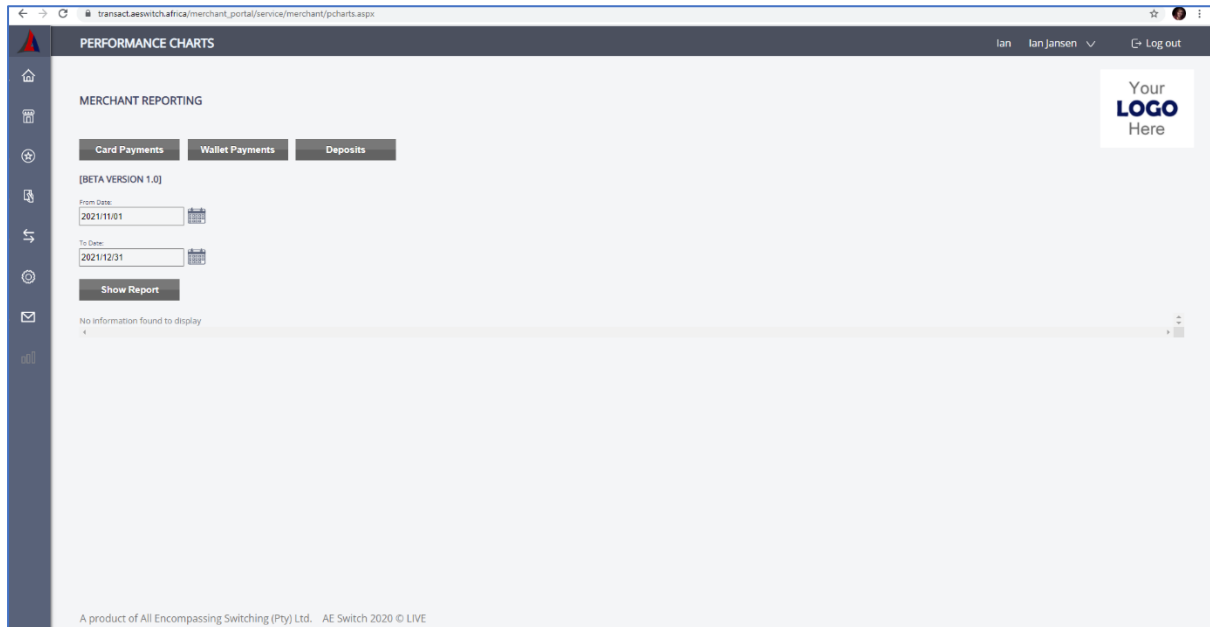 transact.aeswitch.africa/merchant_portal/service/merchant/pcharts.aspx
PERFORMANCE CHARTS Ian Ian Jansen Log out
MERCHANT REPORTING
Your
LOGO
Here
Card Payments Wallet Payments Deposits
[BETA VERSION 1.0]
From Date:
2021/11/01
To Date:
2021/12/31
Show Report
No information found to display
A product of All Encompassing Switching (Pty) Ltd. AE Switch 2020 © LIVE